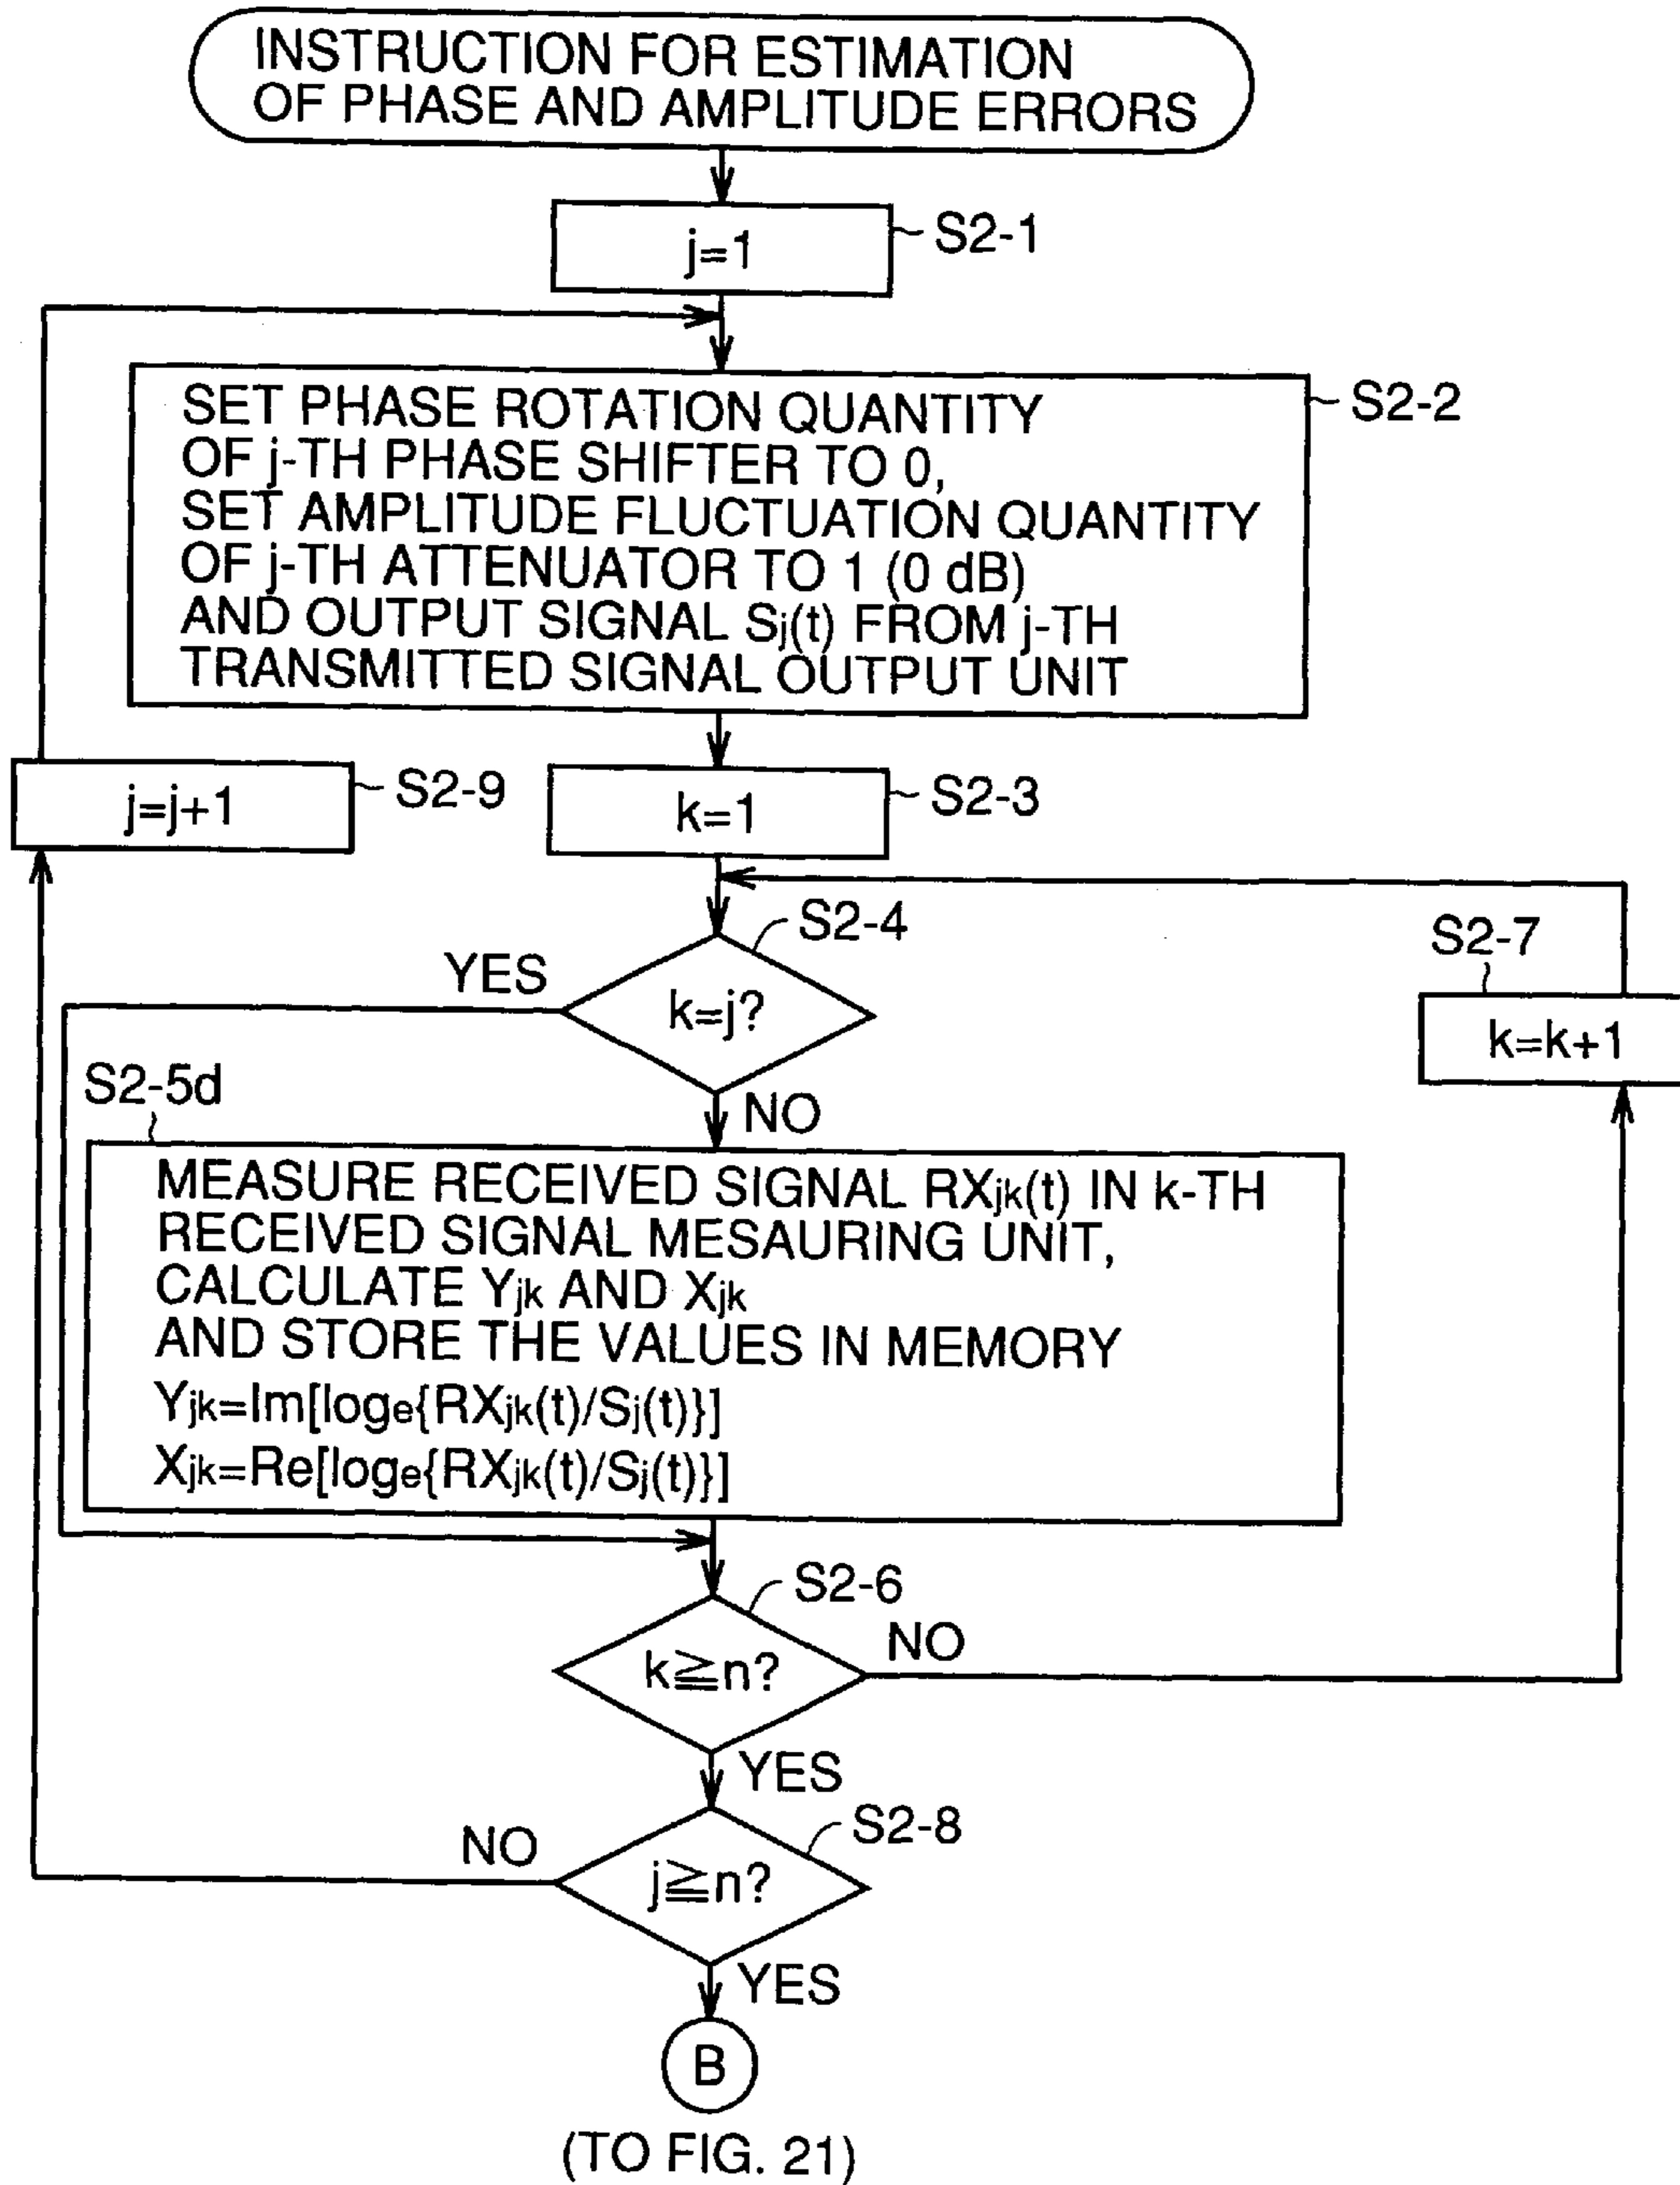 INSTRUCTION FOR ESTIMATION
OF PHASE AND AMPLITUDE ERRORS
j=1
S2-1
SET PHASE ROTATION QUANTITY
OF j-TH PHASE SHIFTER TO 0,
SET AMPLITUDE FLUCTUATION QUANTITY
OF j-TH ATTENUATOR TO 1 (0 dB)
AND OUTPUT SIGNAL Sj(t) FROM j-TH
TRANSMITTED SIGNAL OUTPUT UNIT
S2-2
j=j+1
S2-9
k=1
S2-3
S2-4
YES
k=j?
S2-7
k=k+1
S2-5d
NO
MEASURE RECEIVED SIGNAL RXjk(t) IN k-TH
RECEIVED SIGNAL MESAURING UNIT,
CALCULATE Yjk AND Xjk
AND STORE THE VALUES IN MEMORY
Yjk=Im[loge{RXjk(t)/Sj(t)}]
Xjk=Re[loge{RXjk(t)/Sj(t)}]
S2-6
k≧n?
NO
YES
S2-8
NO
j≧n?
YES
B
(TO FIG. 21)